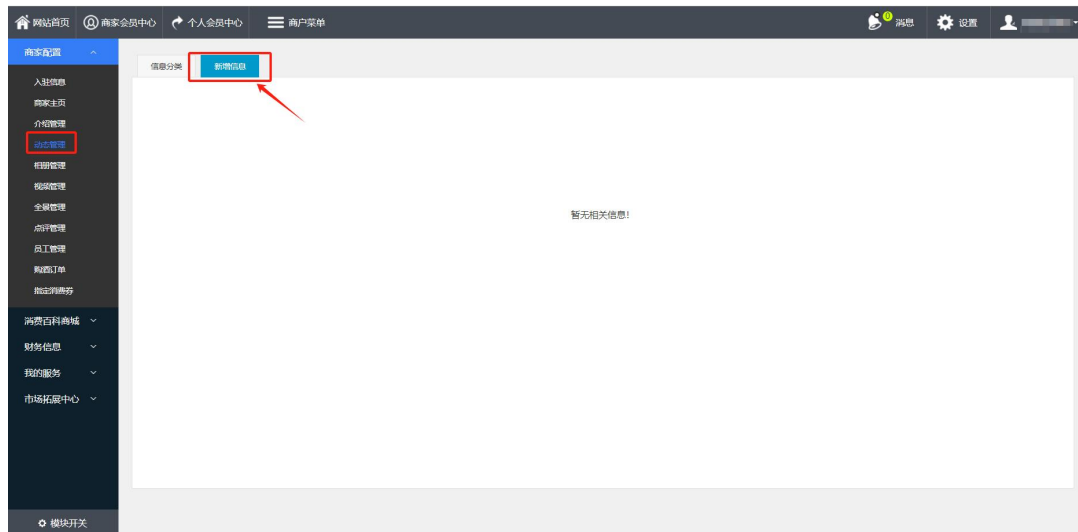 网站首页 商家会员中心 个人会员中心 商户菜单 0 消息 设置
商家配置
信息分类 新增信息
入驻信息
商家主页
介绍管理
动态管理
相册管理
视频管理
全景管理
点评管理
员工管理
购酒订单
指定消费券
暂无相关信息!
消费百科商城
财务信息
我的服务
市场拓展中心
模块开关